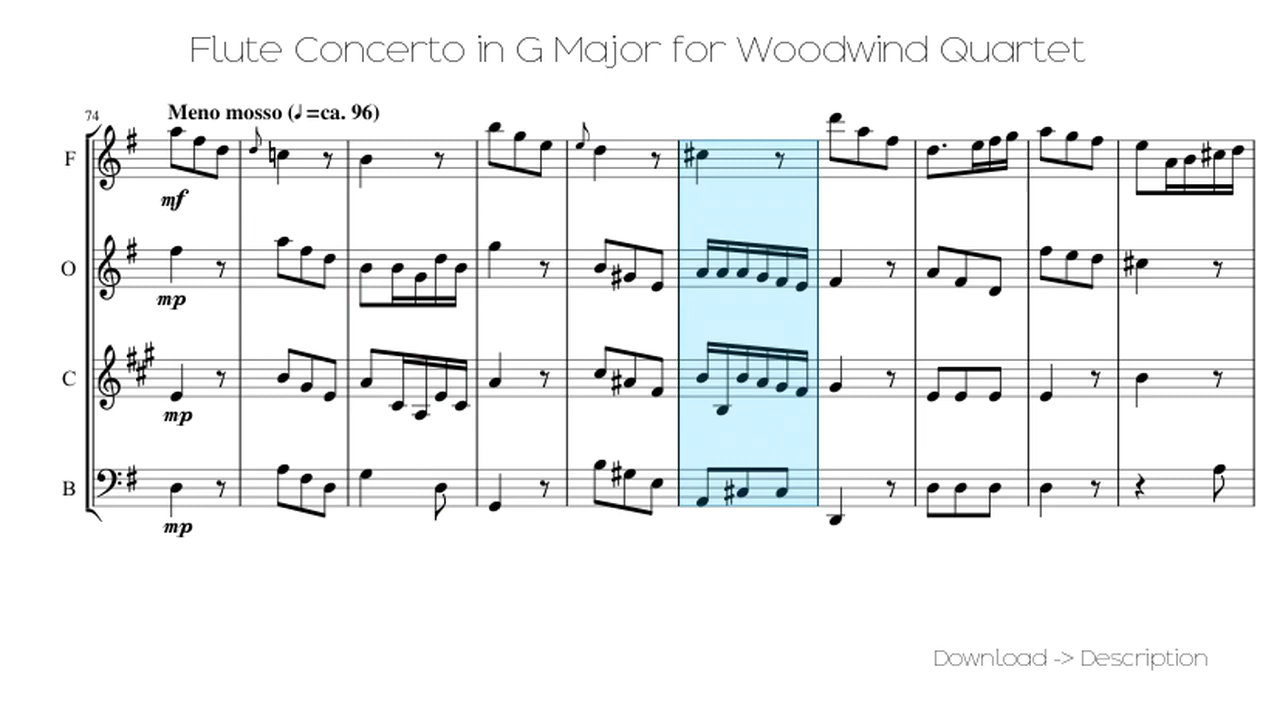 Flute Concerto in G Major for Woodwind Quartet
74
Meno mosso (♩=ca. 96)
F
mf
O
mp
C
mp
B
mp
Download -> Description